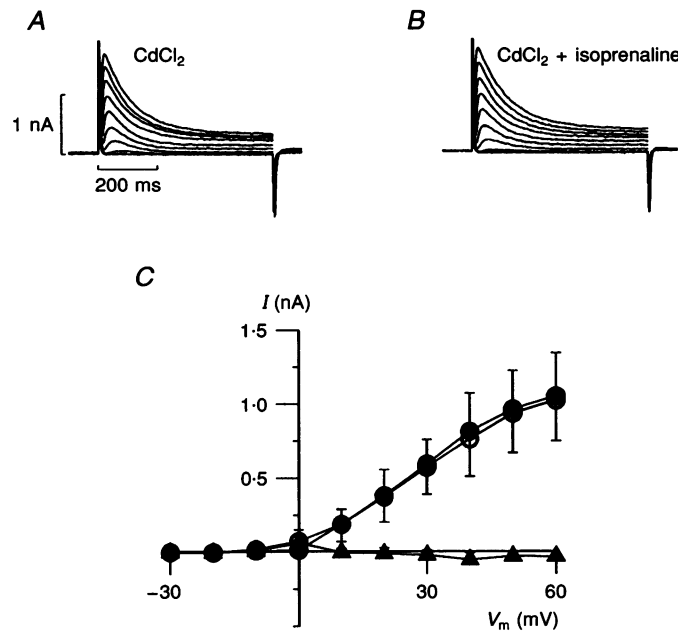 A
CdCl₂
1 nA
200 ms
B
CdCl₂ + isoprenaline
C
I (nA)
1·5
1·0
0·5
−30
30
60
Vₘ (mV)